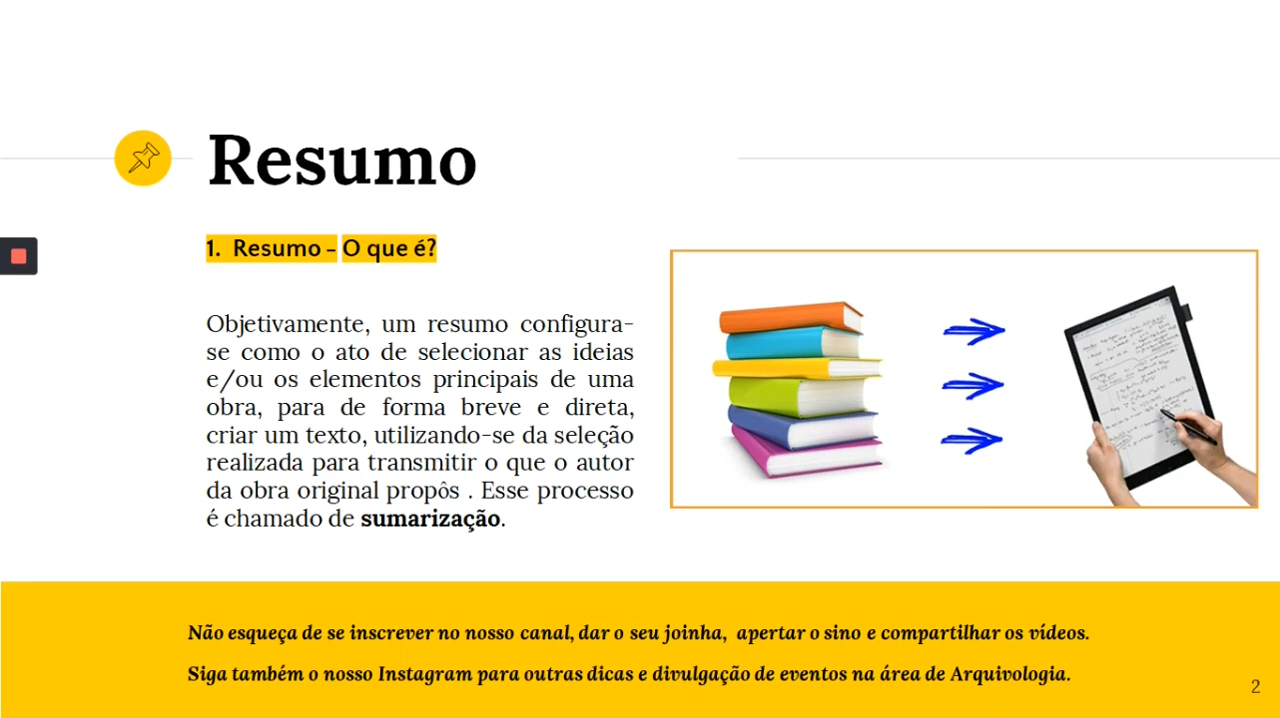 Resumo
1. Resumo – O que é?
Objetivamente, um resumo configura-
se como o ato de selecionar as ideias
e/ou os elementos principais de uma
obra, para de forma breve e direta,
criar um texto, utilizando-se da seleção
realizada para transmitir o que o autor
da obra original propôs . Esse processo
é chamado de sumarização.
Não esqueça de se inscrever no nosso canal, dar o seu joinha, apertar o sino e compartilhar os vídeos.
Siga também o nosso Instagram para outras dicas e divulgação de eventos na área de Arquivologia.
2